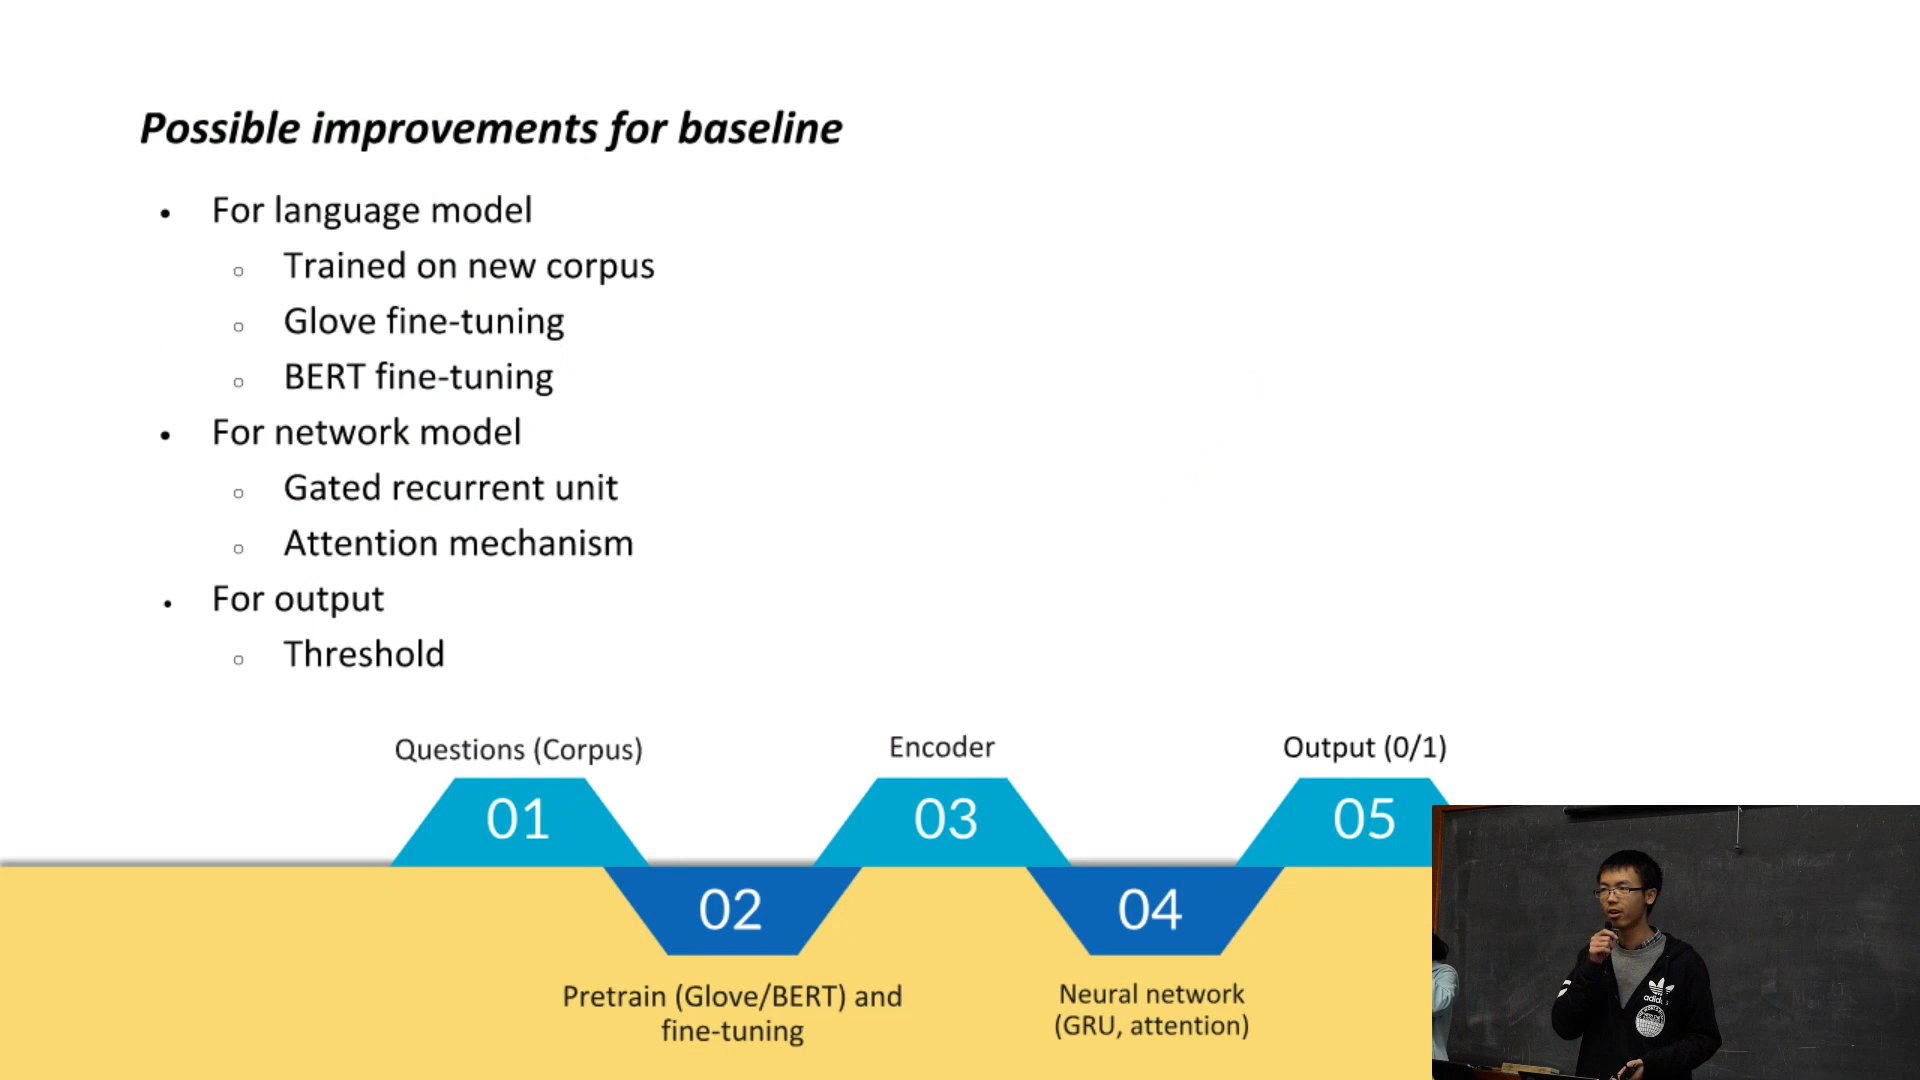 Possible improvements for baseline
• For language model
○ Trained on new corpus
○ Glove fine-tuning
○ BERT fine-tuning
• For network model
○ Gated recurrent unit
○ Attention mechanism
• For output
○ Threshold
Questions (Corpus)
Encoder
Output (0/1)
01
03
05
02
04
Pretrain (Glove/BERT) and
fine-tuning
Neural network
(GRU, attention)